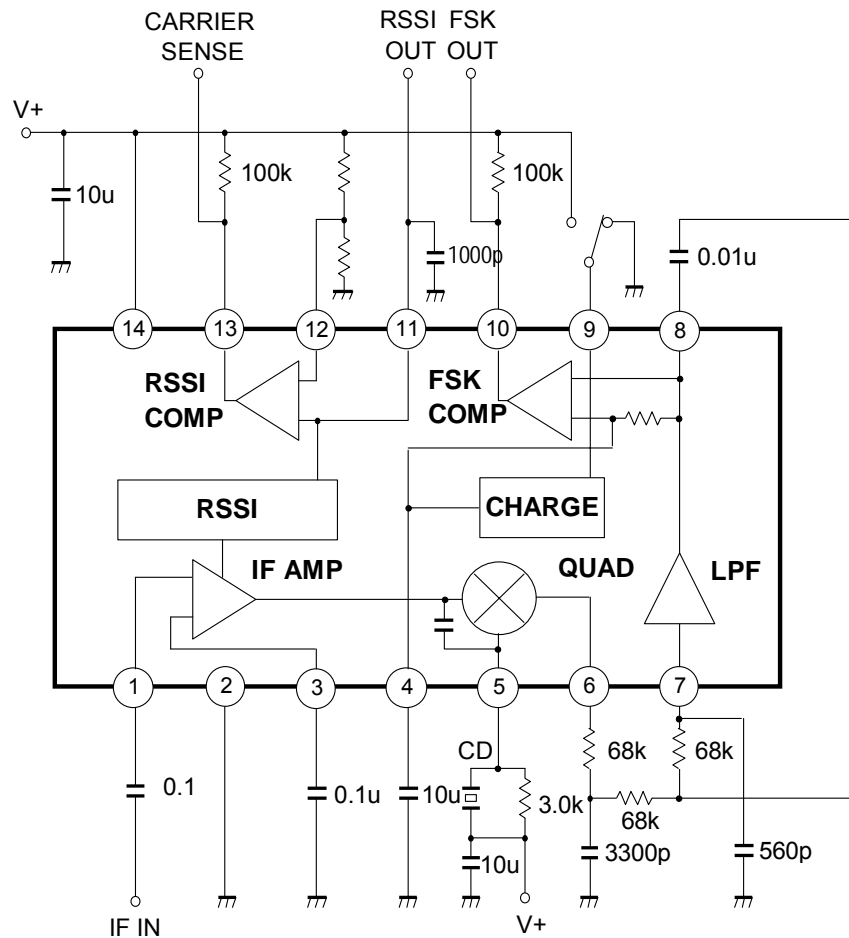 CARRIER
SENSE
RSSI
OUT
FSK
OUT
V+
10u
100k
1000p
100k
0.01u
14
13
12
11
10
9
8
RSSI
COMP
FSK
COMP
RSSI
CHARGE
IF AMP
QUAD
LPF
1
2
3
4
5
6
7
0.1
0.1u
10u
CD
3.0k
10u
68k
68k
68k
3300p
560p
IF IN
V+